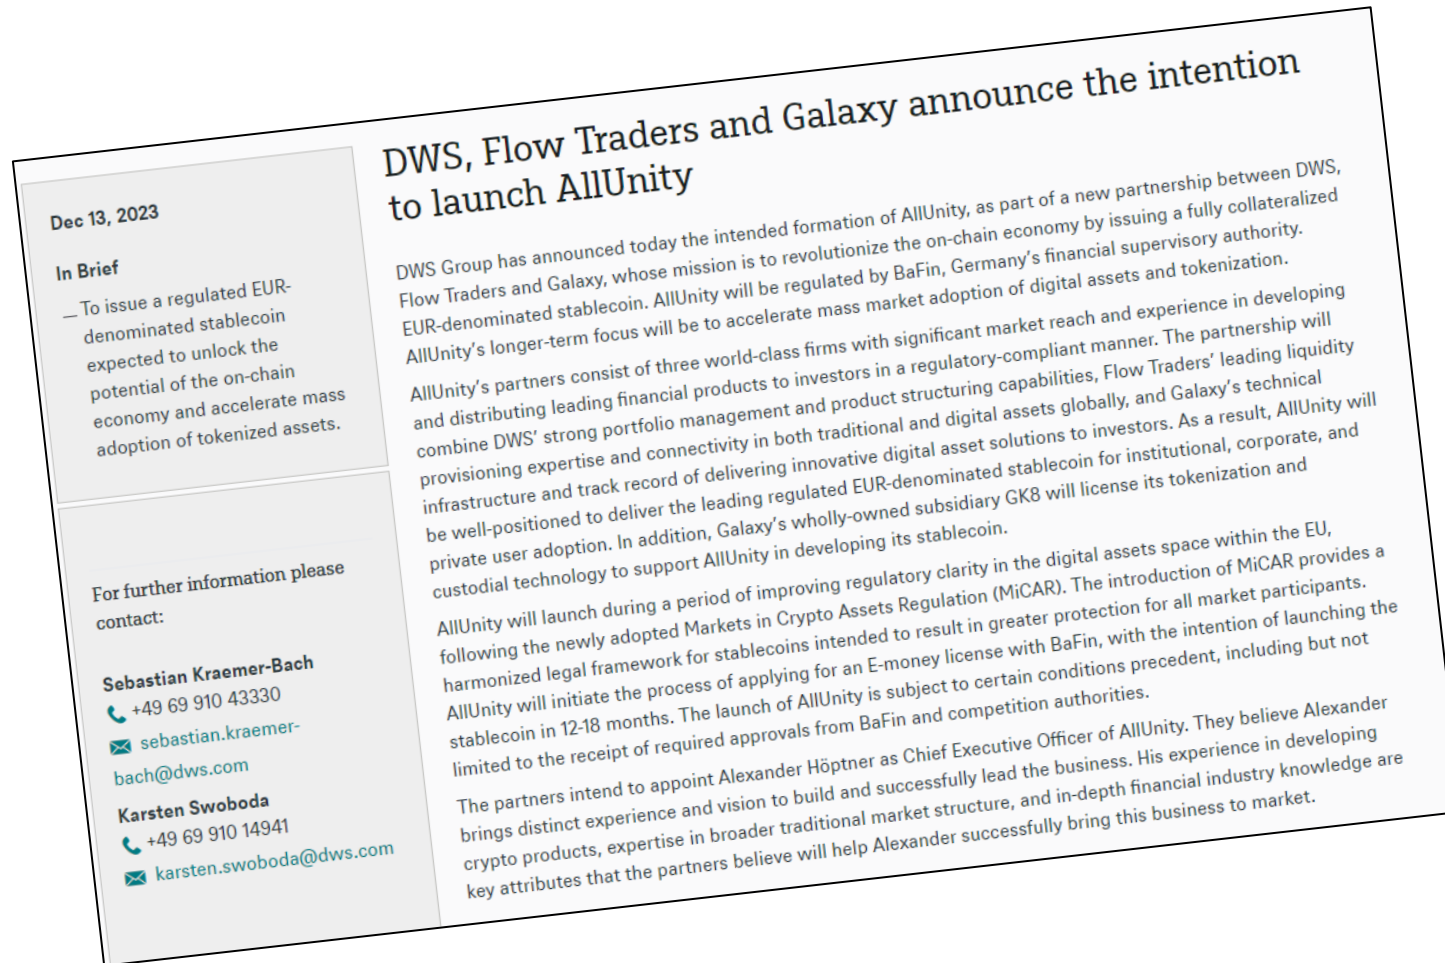 Dec 13, 2023
In Brief
— To issue a regulated EUR-
denominated stablecoin
expected to unlock the
potential of the on-chain
economy and accelerate mass
adoption of tokenized assets.
For further information please
contact:
Sebastian Kraemer-Bach
+49 69 910 43330
sebastian.kraemer-
bach@dws.com
Karsten Swoboda
+49 69 910 14941
karsten.swoboda@dws.com
DWS, Flow Traders and Galaxy announce the intention
to launch AllUnity
DWS Group has announced today the intended formation of AllUnity, as part of a new partnership between DWS,
Flow Traders and Galaxy, whose mission is to revolutionize the on-chain economy by issuing a fully collateralized
EUR-denominated stablecoin. AllUnity will be regulated by BaFin, Germany's financial supervisory authority.
AllUnity's longer-term focus will be to accelerate mass market adoption of digital assets and tokenization.
AllUnity's partners consist of three world-class firms with significant market reach and experience in developing
and distributing leading financial products to investors in a regulatory-compliant manner. The partnership will
combine DWS' strong portfolio management and product structuring capabilities, Flow Traders' leading liquidity
provisioning expertise and connectivity in both traditional and digital assets globally, and Galaxy's technical
infrastructure and track record of delivering innovative digital asset solutions to investors. As a result, AllUnity will
be well-positioned to deliver the leading regulated EUR-denominated stablecoin for institutional, corporate, and
private user adoption. In addition, Galaxy's wholly-owned subsidiary GK8 will license its tokenization and
custodial technology to support AllUnity in developing its stablecoin.
AllUnity will launch during a period of improving regulatory clarity in the digital assets space within the EU,
following the newly adopted Markets in Crypto Assets Regulation (MiCAR). The introduction of MiCAR provides a
harmonized legal framework for stablecoins intended to result in greater protection for all market participants.
AllUnity will initiate the process of applying for an E-money license with BaFin, with the intention of launching the
stablecoin in 12-18 months. The launch of AllUnity is subject to certain conditions precedent, including but not
limited to the receipt of required approvals from BaFin and competition authorities.
The partners intend to appoint Alexander Höptner as Chief Executive Officer of AllUnity. They believe Alexander
brings distinct experience and vision to build and successfully lead the business. His experience in developing
crypto products, expertise in broader traditional market structure, and in-depth financial industry knowledge are
key attributes that the partners believe will help Alexander successfully bring this business to market.